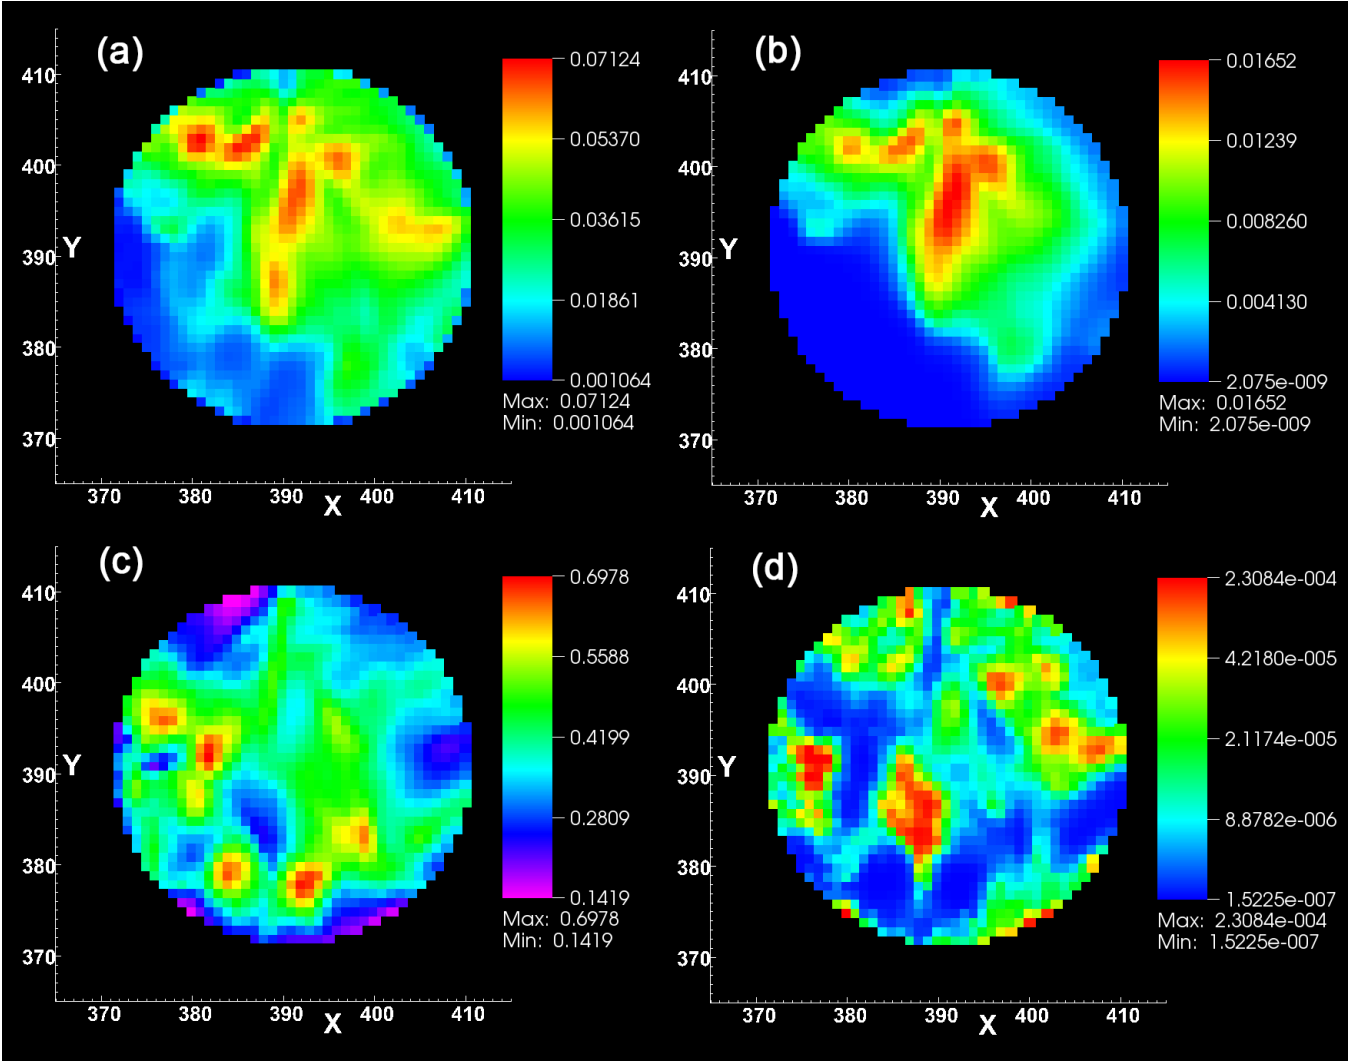 (a)
0.07124
0.05370
0.03615
0.01861
0.001064
Max: 0.07124
Min: 0.001064
410
400
390
380
370
Y
370 380 390 400 410
X
(b)
0.01652
0.01239
0.008260
0.004130
2.075e-009
Max: 0.01652
Min: 2.075e-009
410
400
390
380
370
Y
370 380 390 400 410
X
(c)
0.6978
0.5588
0.4199
0.2809
0.1419
Max: 0.6978
Min: 0.1419
410
400
390
380
370
Y
370 380 390 400 410
X
(d)
2.3084e-004
4.2180e-005
2.1174e-005
8.8782e-006
1.5225e-007
Max: 2.3084e-004
Min: 1.5225e-007
410
400
390
380
370
Y
370 380 390 400 410
X